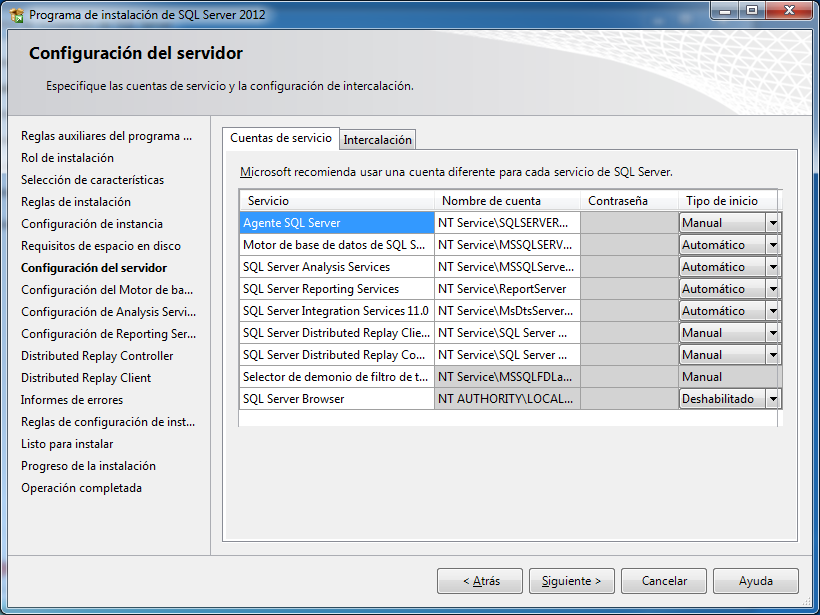 Programa de instalación de SQL Server 2012
Configuración del servidor
Especifique las cuentas de servicio y la configuración de intercalación.
Reglas auxiliares del programa ...
Rol de instalación
Selección de características
Reglas de instalación
Configuración de instancia
Requisitos de espacio en disco
Configuración del servidor
Configuración del Motor de ba...
Configuración de Analysis Servi...
Configuración de Reporting Ser...
Distributed Replay Controller
Distributed Replay Client
Informes de errores
Reglas de configuración de inst...
Listo para instalar
Progreso de la instalación
Operación completada
Cuentas de servicio Intercalación
Microsoft recomienda usar una cuenta diferente para cada servicio de SQL Server.
Servicio Nombre de cuenta Contraseña Tipo de inicio
Agente SQL Server NT Service\SQLSERVER... Manual
Motor de base de datos de SQL S... NT Service\MSSQLSERV... Automático
SQL Server Analysis Services NT Service\MSSQLServe... Automático
SQL Server Reporting Services NT Service\ReportServer Automático
SQL Server Integration Services 11.0 NT Service\MsDtsServer... Automático
SQL Server Distributed Replay Clie... NT Service\SQL Server ... Manual
SQL Server Distributed Replay Co... NT Service\SQL Server ... Manual
Selector de demonio de filtro de t... NT Service\MSSQLFDLa... Manual
SQL Server Browser NT AUTHORITY\LOCAL... Deshabilitado
< Atrás Siguiente > Cancelar Ayuda